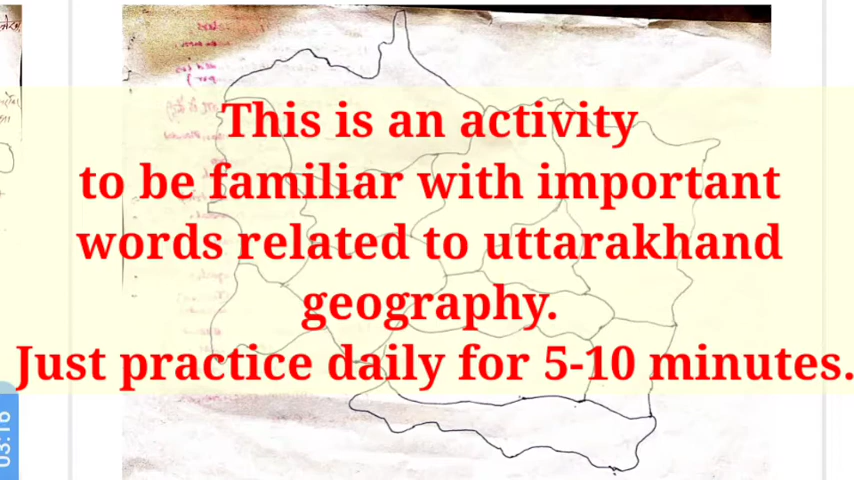 This is an activity
to be familiar with important
words related to uttarakhand
geography.
Just practice daily for 5-10 minutes.
03:16